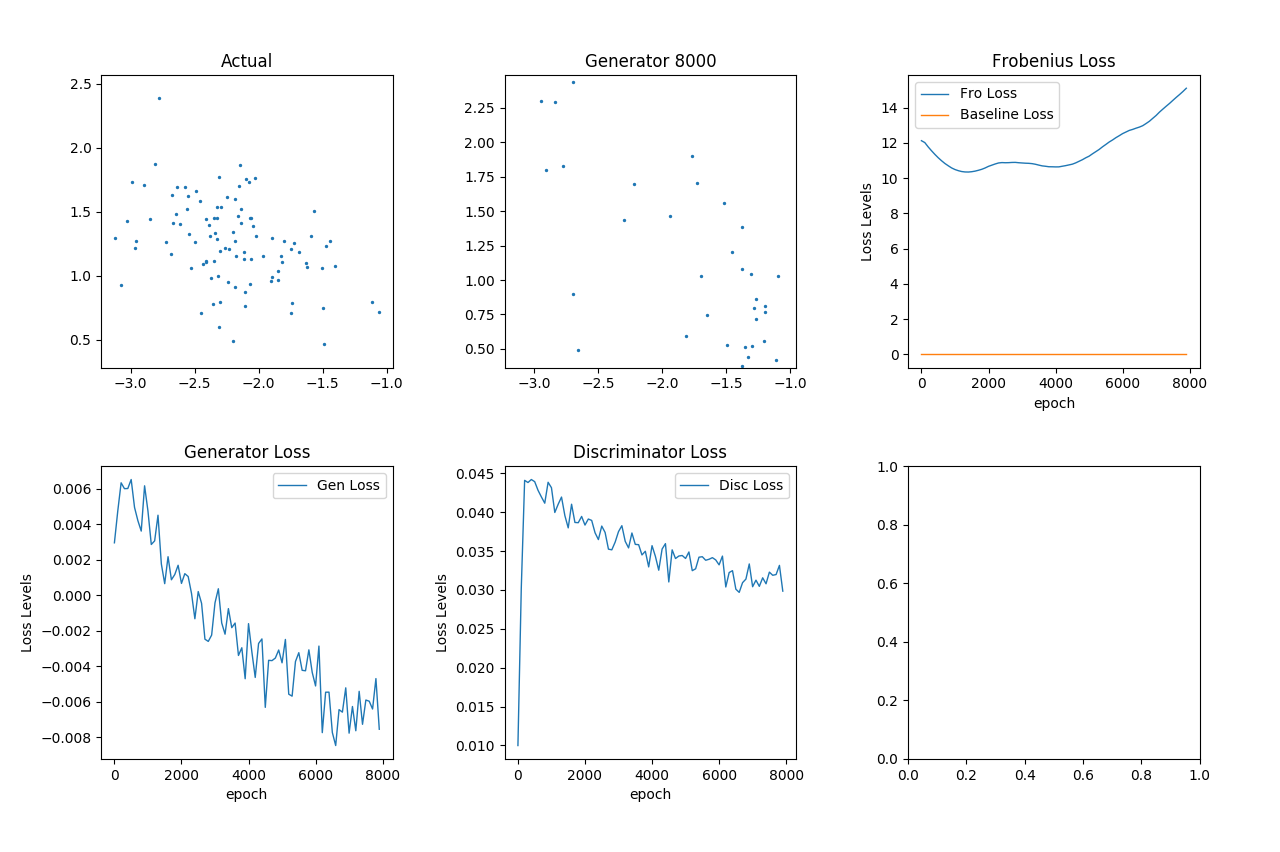 Actual
2.5
2.0
1.5
1.0
0.5
−3.0 −2.5 −2.0 −1.5 −1.0
Generator 8000
2.25
2.00
1.75
1.50
1.25
1.00
0.75
0.50
−3.0 −2.5 −2.0 −1.5 −1.0
Frobenius Loss
Fro Loss
Baseline Loss
Loss Levels
14
12
10
8
6
4
2
0
0 2000 4000 6000 8000
epoch
Generator Loss
Gen Loss
Loss Levels
0.006
0.004
0.002
0.000
−0.002
−0.004
−0.006
−0.008
0 2000 4000 6000 8000
epoch
Discriminator Loss
Disc Loss
Loss Levels
0.045
0.040
0.035
0.030
0.025
0.020
0.015
0.010
0 2000 4000 6000 8000
epoch
1.0
0.8
0.6
0.4
0.2
0.0
0.0 0.2 0.4 0.6 0.8 1.0